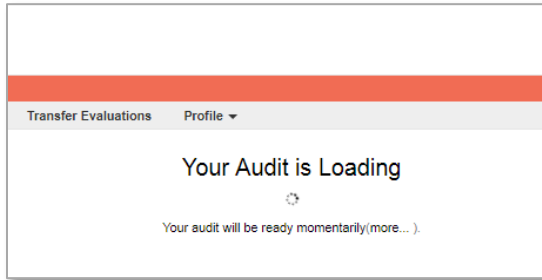 Transfer Evaluations Profile
Your Audit is Loading
Your audit will be ready momentarily(more... ).